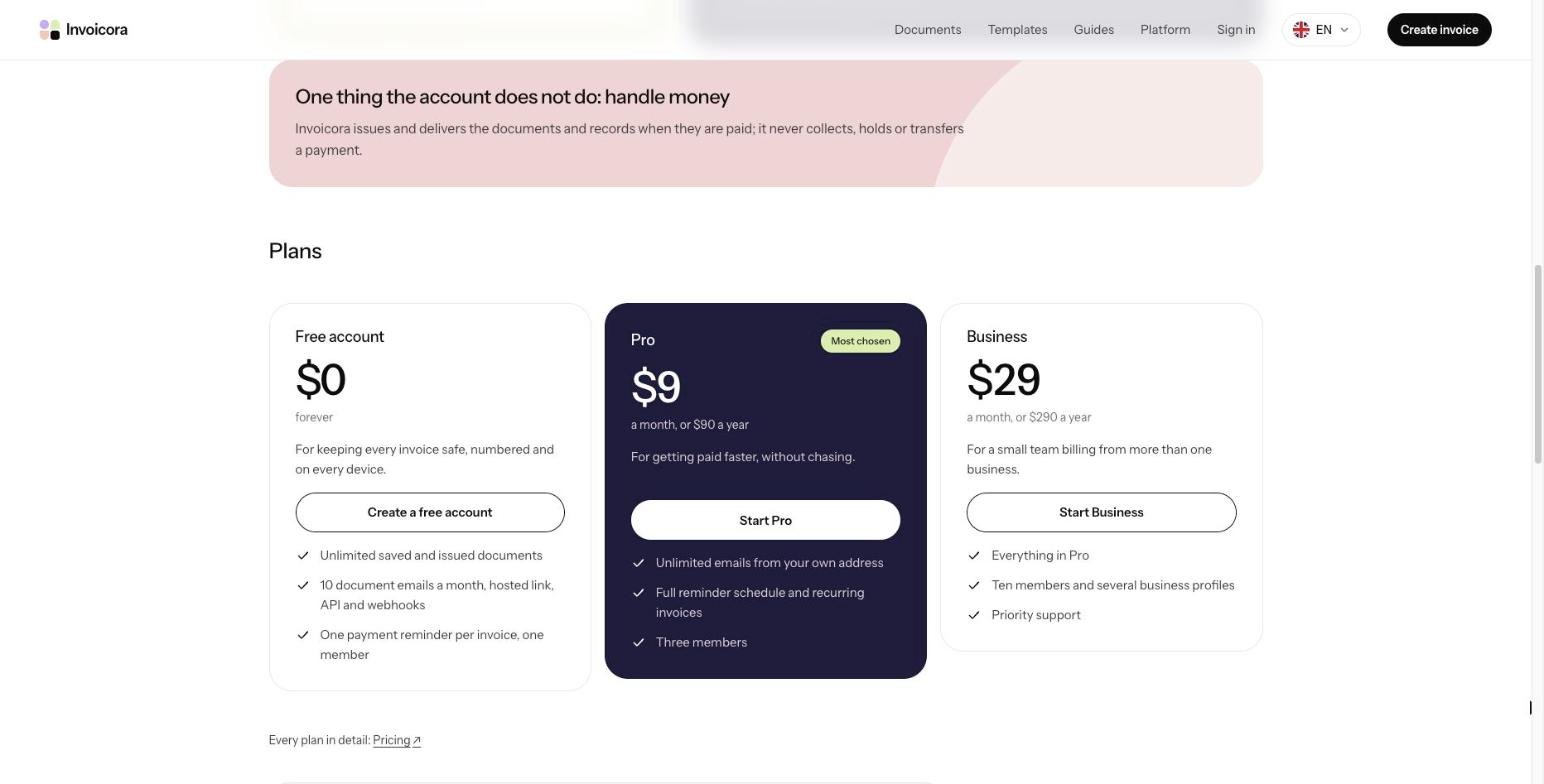 Invoicora
Documents
Templates
Guides
Platform
Sign in
EN
Create invoice
One thing the account does not do: handle money
Invoicora issues and delivers the documents and records when they are paid; it never collects, holds or transfers
a payment.
Plans
Free account
$0
forever
For keeping every invoice safe, numbered and
on every device.
Create a free account
Unlimited saved and issued documents
10 document emails a month, hosted link,
API and webhooks
One payment reminder per invoice, one
member
Pro
Most chosen
$9
a month, or $90 a year
For getting paid faster, without chasing.
Start Pro
Unlimited emails from your own address
Full reminder schedule and recurring
invoices
Three members
Business
$29
a month, or $290 a year
For a small team billing from more than one
business.
Start Business
Everything in Pro
Ten members and several business profiles
Priority support
Every plan in detail: Pricing ↗